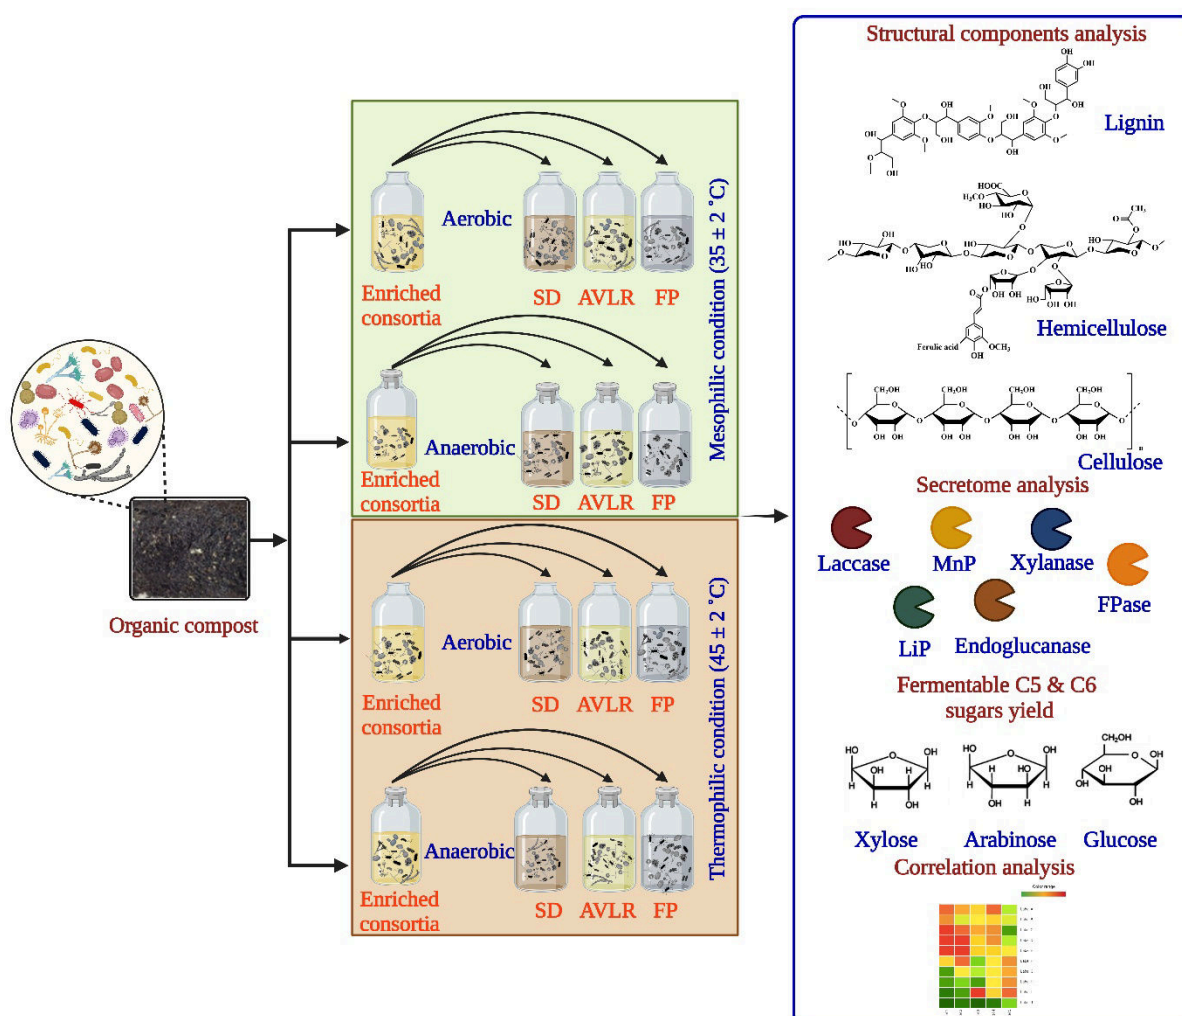 Organic compost
Aerobic
Enriched
consortia
SD AVLR FP
Anaerobic
Enriched
consortia
SD AVLR FP
Mesophilic condition (35 ± 2 ˚C)
Aerobic
Enriched
consortia
SD AVLR FP
Anaerobic
Enriched
consortia
SD AVLR FP
Thermophilic condition (45 ± 2 ˚C)
Structural components analysis
Lignin
Hemicellulose
Ferulic acid
Cellulose
Secretome analysis
Laccase
MnP
Xylanase
FPase
LiP
Endoglucanase
Fermentable C5 & C6
sugars yield
Xylose
Arabinose
Glucose
Correlation analysis
Color range